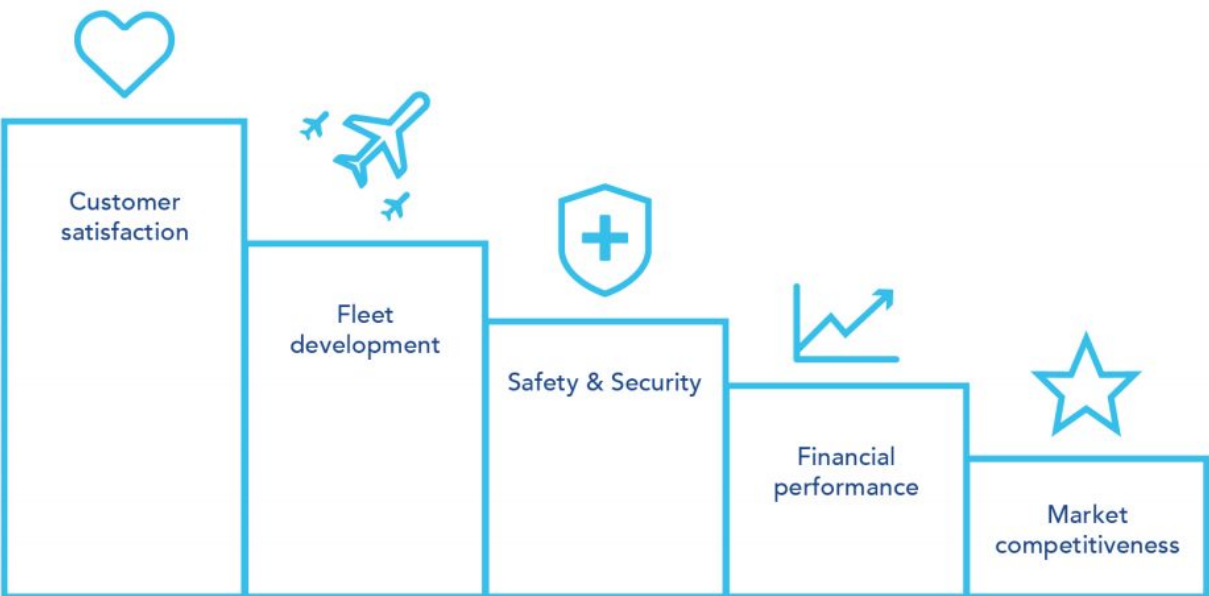 Customer
satisfaction
Fleet
development
Safety & Security
Financial
performance
Market
competitiveness